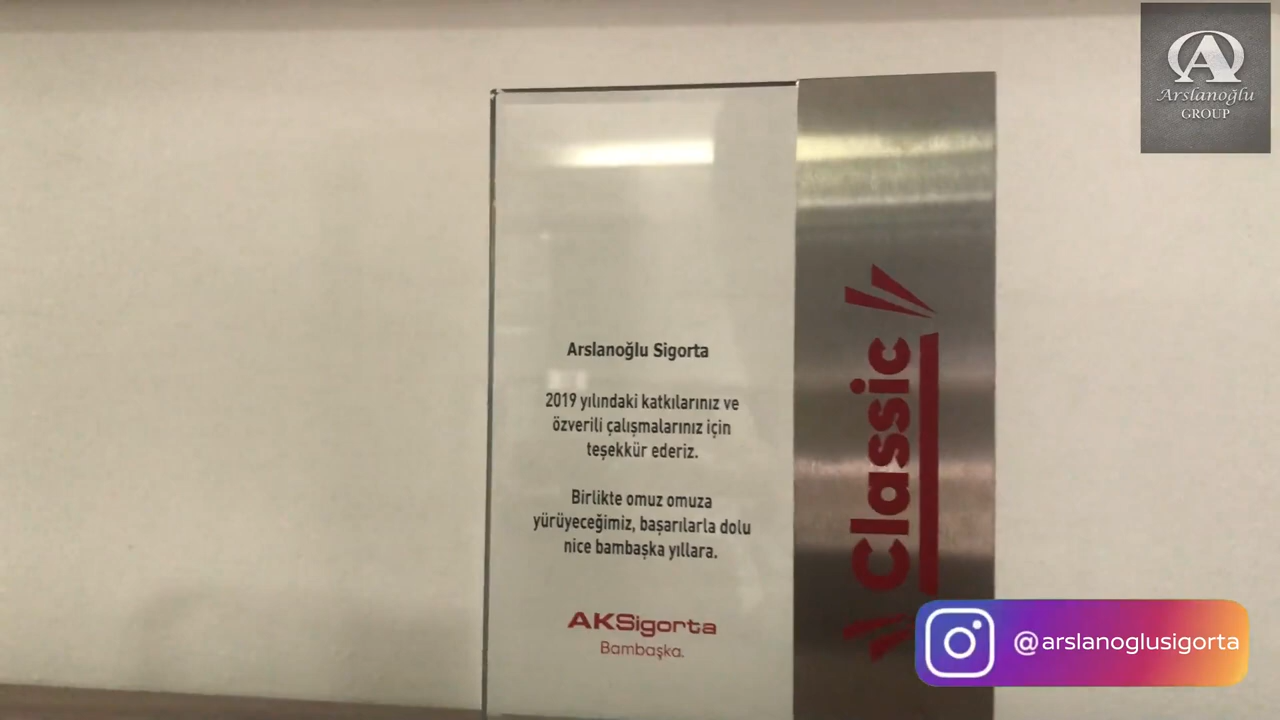 Arslanoğlu
GROUP
Arslanoğlu Sigorta
2019 yılındaki katkılarınız ve
özverili çalışmalarınız için
teşekkür ederiz.
Birlikte omuz omuza
yürüyeceğimiz, başarılarla dolu
nice bambaşka yıllara.
AKSigorta
Bambaşka.
Classic
@arslanoglusigorta